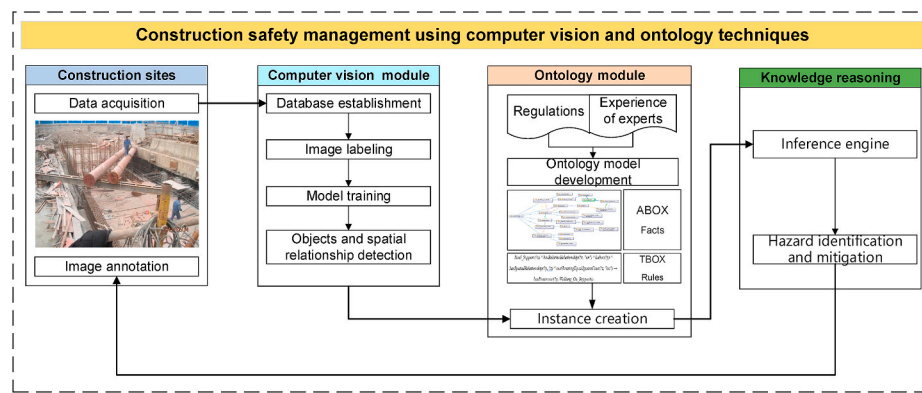 Construction safety management using computer vision and ontology techniques
Construction sites
Data acquisition
Image annotation
Computer vision module
Database establishment
Image labeling
Model training
Objects and spatial
relationship detection
Ontology module
Regulations
Experience
of experts
Ontology model
development
ABOX
Facts
TBOX
Rules
Instance creation
Knowledge reasoning
Inference engine
Hazard identification
and mitigation